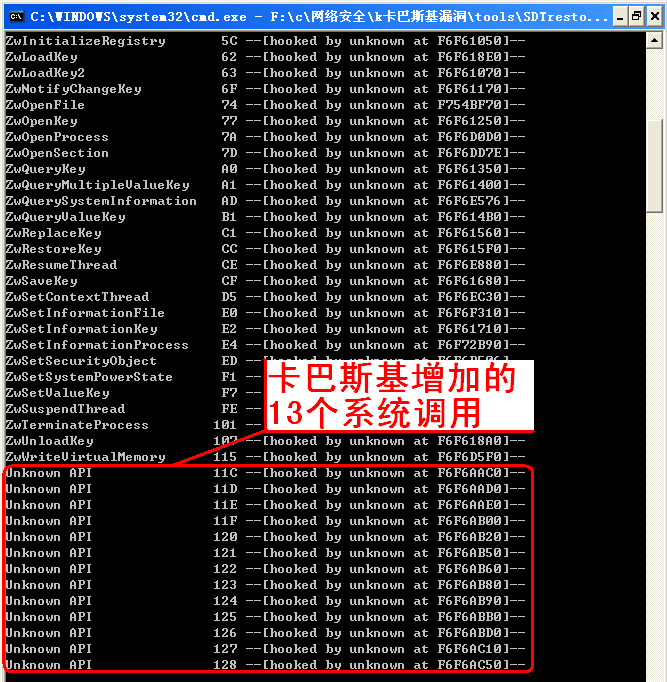 C:\WINDOWS\system32\cmd.exe - F:\c\网络安全\k卡巴斯基漏洞\tools\SDTresto...
ZwInitializeRegistry 5C --[hooked by unknown at F6F61050]--
ZwLoadKey 62 --[hooked by unknown at F6F618E0]--
ZwLoadKey2 63 --[hooked by unknown at F6F61070]--
ZwNotifyChangeKey 6F --[hooked by unknown at F6F61170]--
ZwOpenFile 74 --[hooked by unknown at F754BF70]--
ZwOpenKey 77 --[hooked by unknown at F6F61250]--
ZwOpenProcess 7A --[hooked by unknown at F6F6D0D0]--
ZwOpenSection 7D --[hooked by unknown at F6F6DD7E]--
ZwQueryKey A0 --[hooked by unknown at F6F61350]--
ZwQueryMultipleValueKey A1 --[hooked by unknown at F6F61400]--
ZwQuerySystemInformation AD --[hooked by unknown at F6F6E576]--
ZwQueryValueKey B1 --[hooked by unknown at F6F614B0]--
ZwReplaceKey C1 --[hooked by unknown at F6F61560]--
ZwRestoreKey CC --[hooked by unknown at F6F615F0]--
ZwResumeThread CE --[hooked by unknown at F6F6E880]--
ZwSaveKey CF --[hooked by unknown at F6F61680]--
ZwSetContextThread D5 --[hooked by unknown at F6F6EC30]--
ZwSetInformationFile E0 --[hooked by unknown at F6F6F310]--
ZwSetInformationKey E2 --[hooked by unknown at F6F61710]--
ZwSetInformationProcess E4 --[hooked by unknown at F6F72B90]--
ZwSetSecurityObject ED --[hooked by unknown at
ZwSetSystemPowerState F1
ZwSetValueKey F7
ZwSuspendThread FE
ZwTerminateProcess 101
卡巴斯基增加的
13个系统调用
ZwUnloadKey 107 --[hooked by unknown at F6F618A0]--
ZwWriteVirtualMemory 115 --[hooked by unknown at F6F6D5F0]--
Unknown API 11C --[hooked by unknown at F6F6AAC0]--
Unknown API 11D --[hooked by unknown at F6F6AAD0]--
Unknown API 11E --[hooked by unknown at F6F6AAE0]--
Unknown API 11F --[hooked by unknown at F6F6AB00]--
Unknown API 120 --[hooked by unknown at F6F6AB20]--
Unknown API 121 --[hooked by unknown at F6F6AB50]--
Unknown API 122 --[hooked by unknown at F6F6AB60]--
Unknown API 123 --[hooked by unknown at F6F6AB80]--
Unknown API 124 --[hooked by unknown at F6F6AB90]--
Unknown API 125 --[hooked by unknown at F6F6ABB0]--
Unknown API 126 --[hooked by unknown at F6F6ABD0]--
Unknown API 127 --[hooked by unknown at F6F6AC10]--
Unknown API 128 --[hooked by unknown at F6F6AC50]--